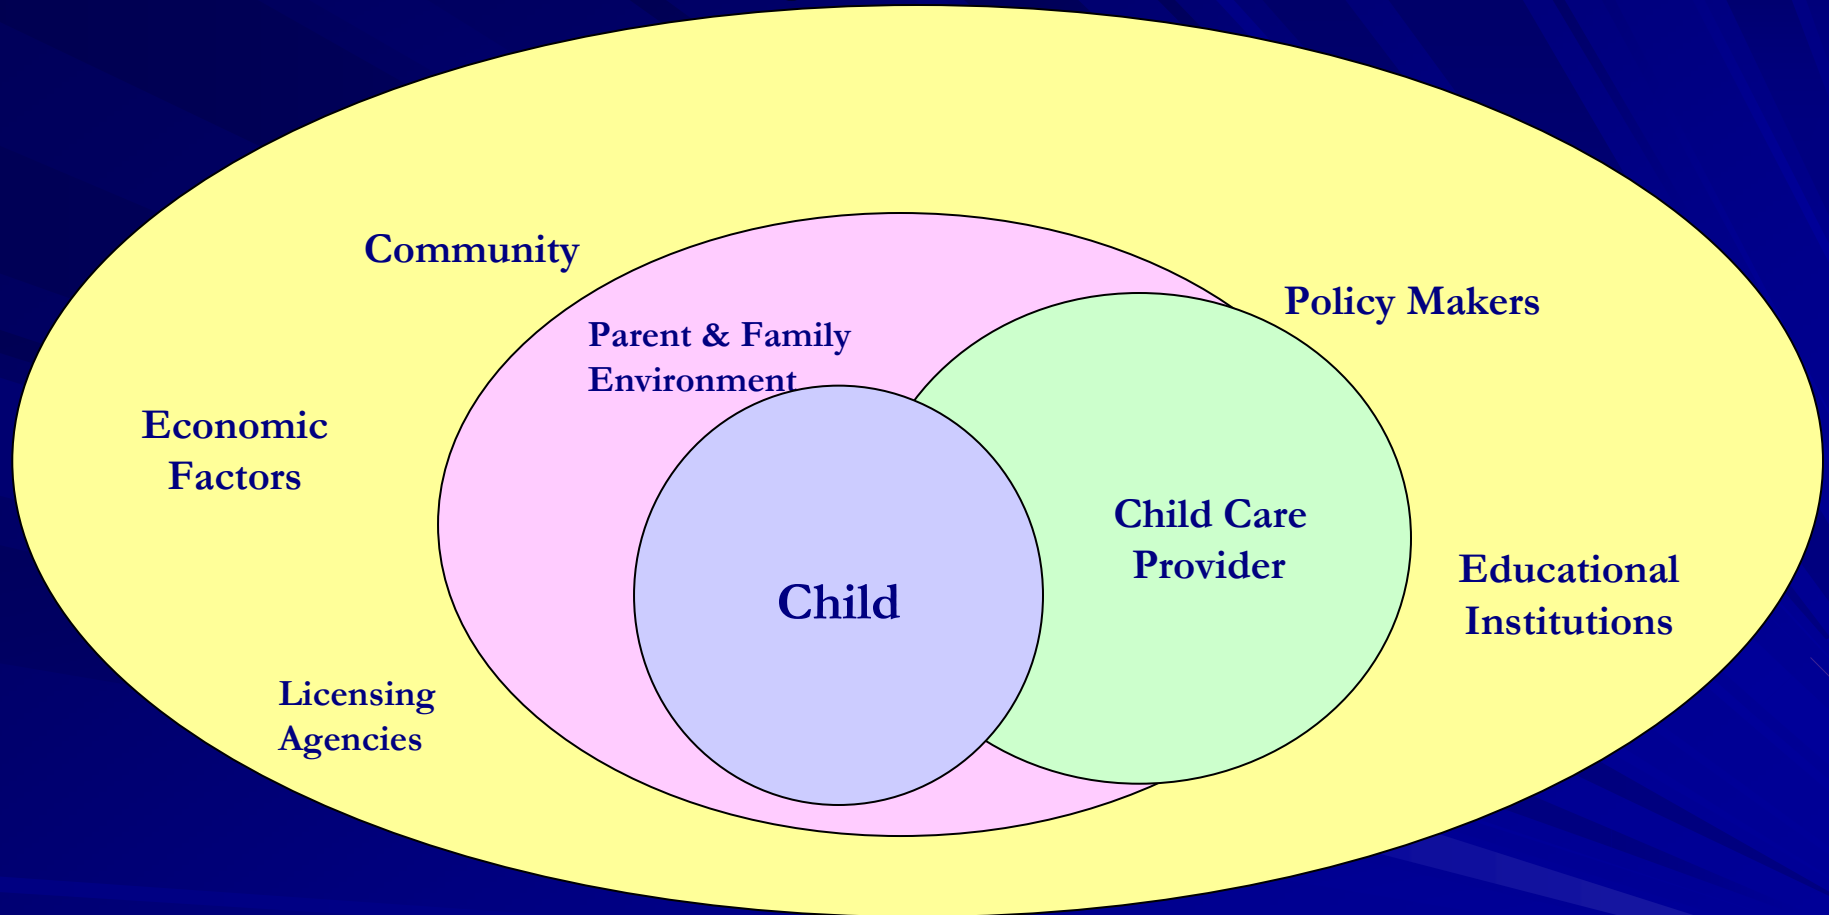 Community
Policy Makers
Parent & Family
Environment
Economic
Factors
Child Care
Provider
Educational
Institutions
Child
Licensing
Agencies